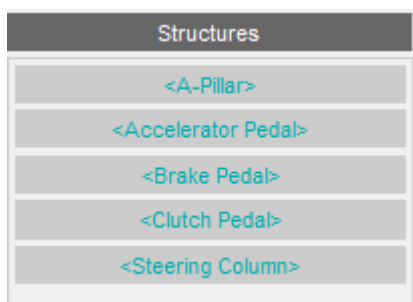 Structures
<A-Pillar>
<Accelerator Pedal>
<Brake Pedal>
<Clutch Pedal>
<Steering Column>